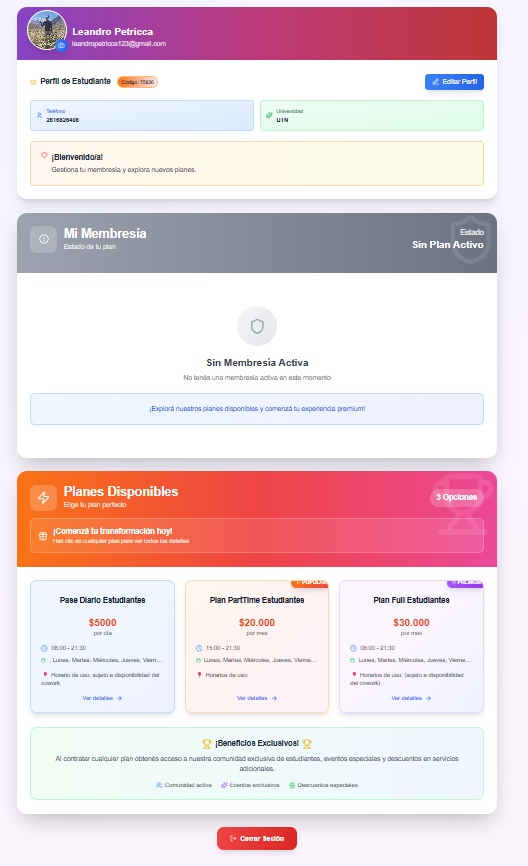 Leandro Petricca
leandropetricca123@gmail.com
Perfil de Estudiante
Código: 75926
Editar Perfil
Teléfono
2616826408
Universidad
UTN
¡Bienvenido/a!
Gestiona tu membresía y explora nuevos planes.
Mi Membresía
Estado de tu plan
Estado
Sin Plan Activo
Sin Membresía Activa
No tenés una membresía activa en este momento
¡Explorá nuestros planes disponibles y comenzá tu experiencia premium!
Planes Disponibles
Elige tu plan perfecto
3 Opciones
¡Comenzá tu transformación hoy!
Haz clic en cualquier plan para ver todos los detalles
Pase Diario Estudiantes
$5000
por día
08:00 - 21:30
, Lunes, Martes, Miércoles, Jueves, Vierne...
Horario de uso: sujeto a disponibilidad del
cowork
Ver detalles →
Plan PartTime Estudiantes
$20.000
por mes
15:00 - 21:30
Lunes, Martes, Miércoles, Jueves, Vierne...
Horarios de uso:
Ver detalles →
Plan Full Estudiantes
$30.000
por mes
08:00 - 21:30
Lunes, Martes, Miércoles, Jueves, Vierne...
Horario de uso: (sujeto a disponibilidad
del cowork)
Ver detalles →
¡Beneficios Exclusivos!
Al contratar cualquier plan obtenés acceso a nuestra comunidad exclusiva de estudiantes, eventos especiales y descuentos en servicios
adicionales.
Comunidad activa
Eventos exclusivos
Descuentos especiales
Cerrar Sesión